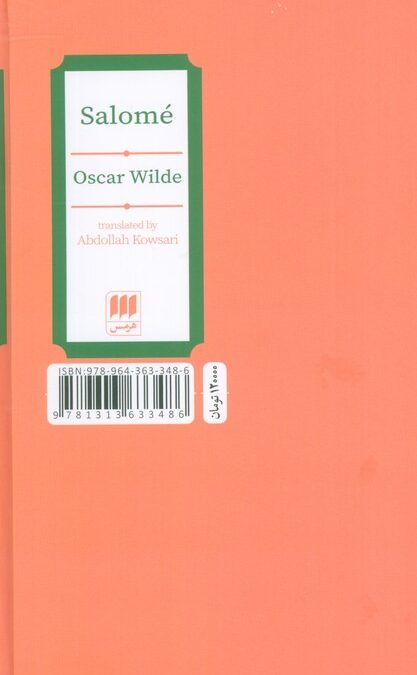 Salomé
Oscar Wilde
translated by
Abdollah Kowsari
هرمس
ISBN:978-964-363-348-6
9 781313 633486
۱۲۰۰۰۰ تومان